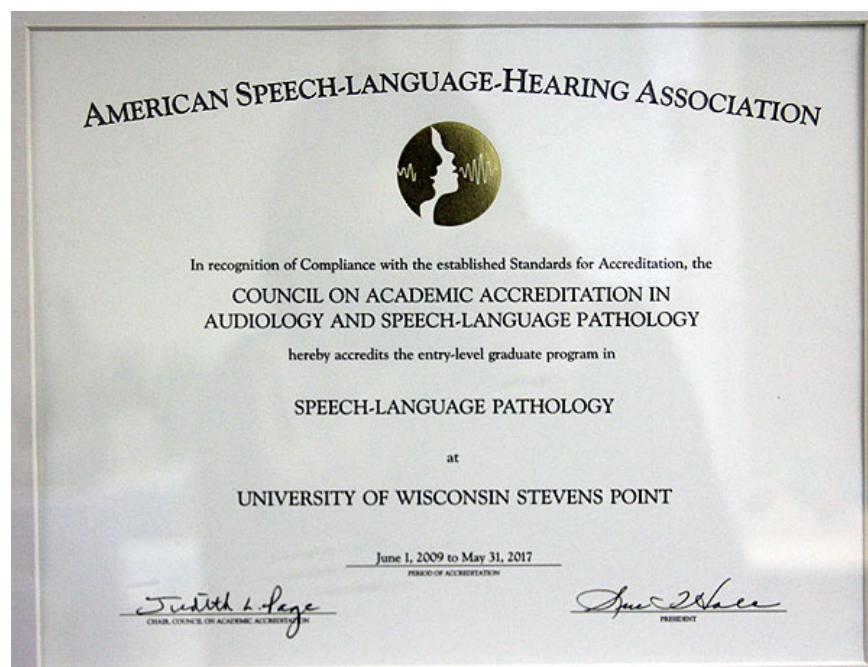 AMERICAN SPEECH-LANGUAGE-HEARING ASSOCIATION
In recognition of Compliance with the established Standards for Accreditation, the
COUNCIL ON ACADEMIC ACCREDITATION IN
AUDIOLOGY AND SPEECH-LANGUAGE PATHOLOGY
hereby accredits the entry-level graduate program in
SPEECH-LANGUAGE PATHOLOGY
at
UNIVERSITY OF WISCONSIN STEVENS POINT
June 1, 2009 to May 31, 2017
PERIOD OF ACCREDITATION
Judith L. Page
CHAIR, COUNCIL ON ACADEMIC ACCREDITATION
PRESIDENT